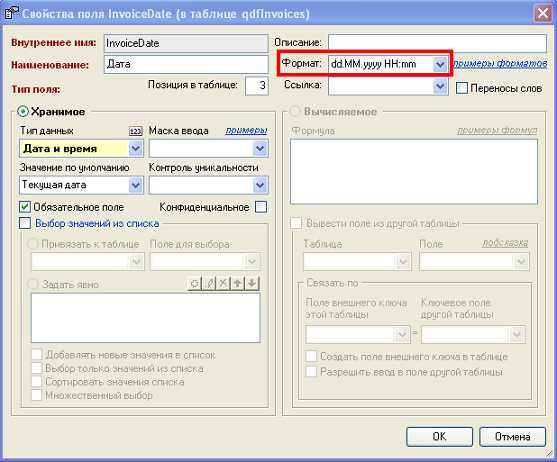 Свойства поля InvoiceDate (в таблице qdfInvoices)
Внутреннее имя: InvoiceDate Описание:
Наименование: Дата Формат: dd.MM.yyyy HH:mm примеры форматов
Тип поля: Позиция в таблице: 3 Ссылка: Переносы слов
Хранимое Вычисляемое
Тип данных 123 Маска ввода примеры Формула примеры формул
Дата и время
Значение по умолчанию Контроль уникальности
Текущая дата
Обязательное поле Конфиденциальное
Выбор значений из списка Вывести поле из другой таблицы
Привязать к таблице Поле для выбора Таблица Поле подсказка
Задать явно Связать по
Поле внешнего ключа этой таблицы Ключевое поле другой таблицы
=
Добавлять новые значения в список Создать поле внешнего ключа в таблице
Выбор только значений из списка Разрешить ввод в поле другой таблицы
Сортировать значения списка
Множественный выбор
OK Отмена